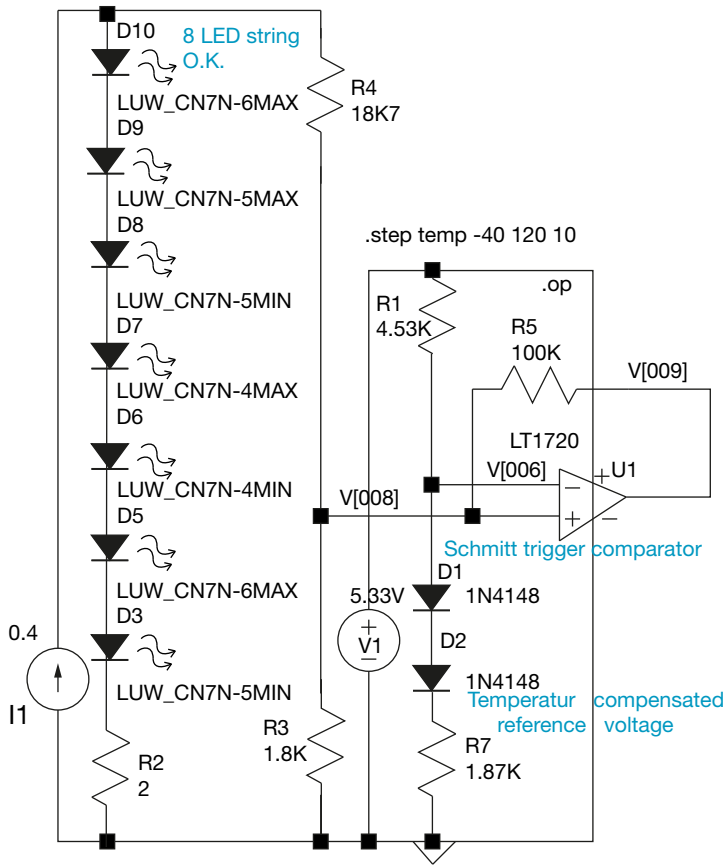 D10
8 LED string
O.K.
LUW_CN7N-6MAX
D9
R4
18K7
LUW_CN7N-5MAX
D8
.step temp -40 120 10
.op
LUW_CN7N-5MIN
D7
R1
4.53K
R5
100K
V[009]
LUW_CN7N-4MAX
D6
LT1720
V[006]
U1
+
−
LUW_CN7N-4MIN
V[008]
+
−
D5
Schmitt trigger comparator
LUW_CN7N-6MAX
D1
1N4148
5.33V
D3
0.4
+
V1
−
D2
I1
LUW_CN7N-5MIN
1N4148
Temperatur compensated
reference voltage
R3
1.8K
R7
1.87K
R2
2